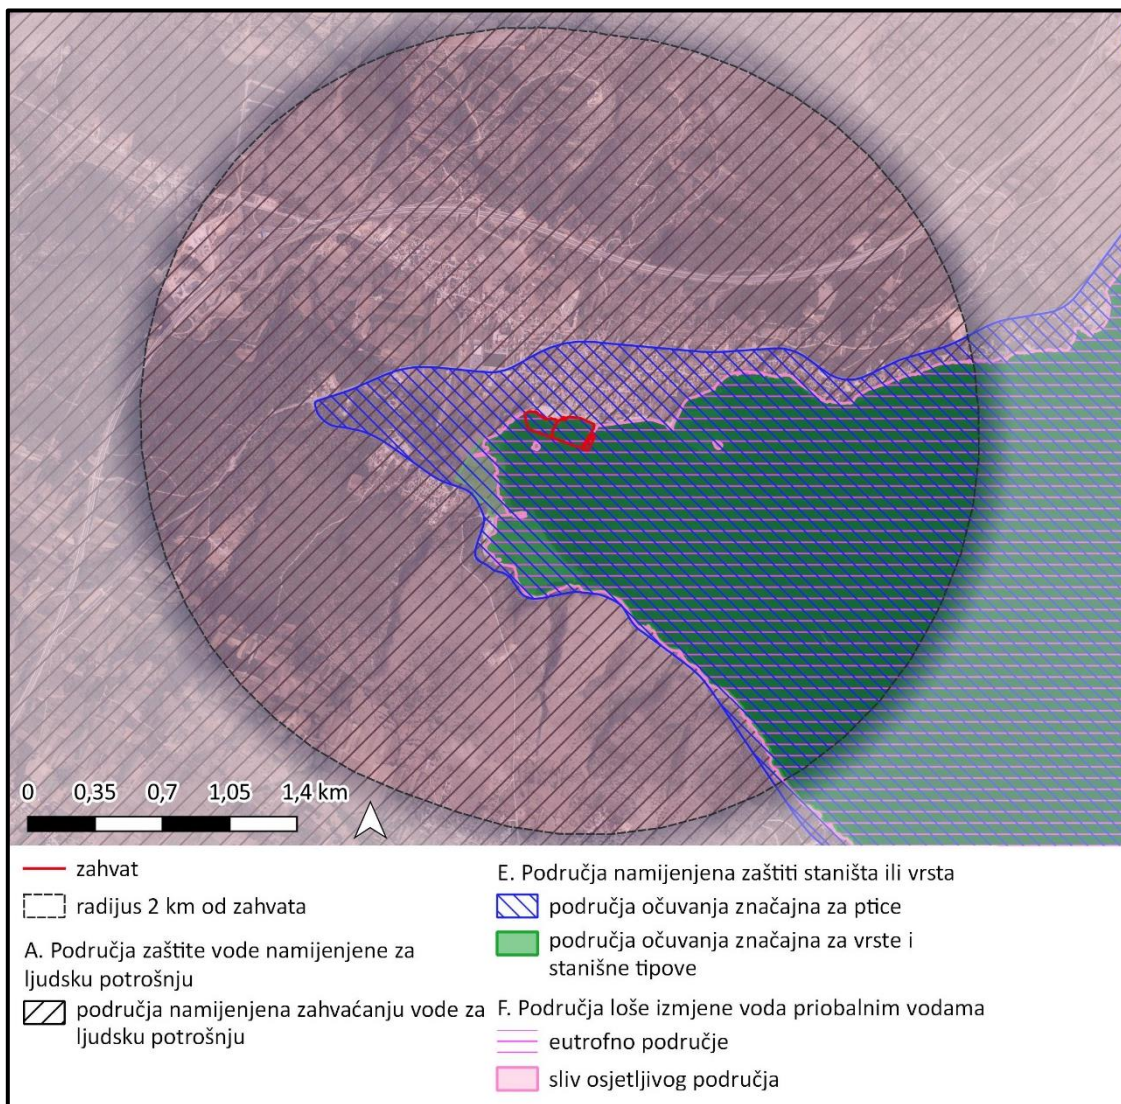 0 0,35 0,7 1,05 1,4 km
zahvat
radijus 2 km od zahvata
A. Područja zaštite vode namijenjene za
ljudsku potrošnju
područja namijenjena zahvaćanju vode za
ljudsku potrošnju
E. Područja namijenjena zaštiti staništa ili vrsta
područja očuvanja značajna za ptice
područja očuvanja značajna za vrste i
stanišne tipove
F. Područja loše izmjene voda priobalnim vodama
eutrofno područje
sliv osjetljivog područja